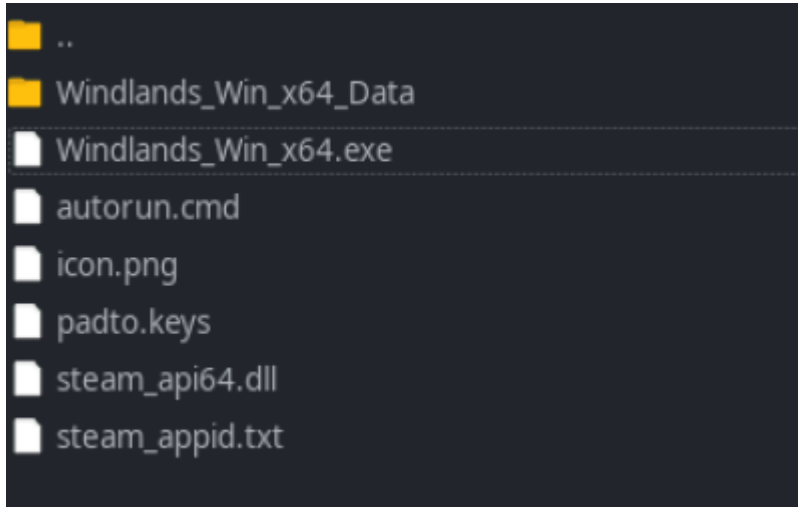 ..
Windlands_Win_x64_Data
Windlands_Win_x64.exe
autorun.cmd
icon.png
padto.keys
steam_api64.dll
steam_appid.txt